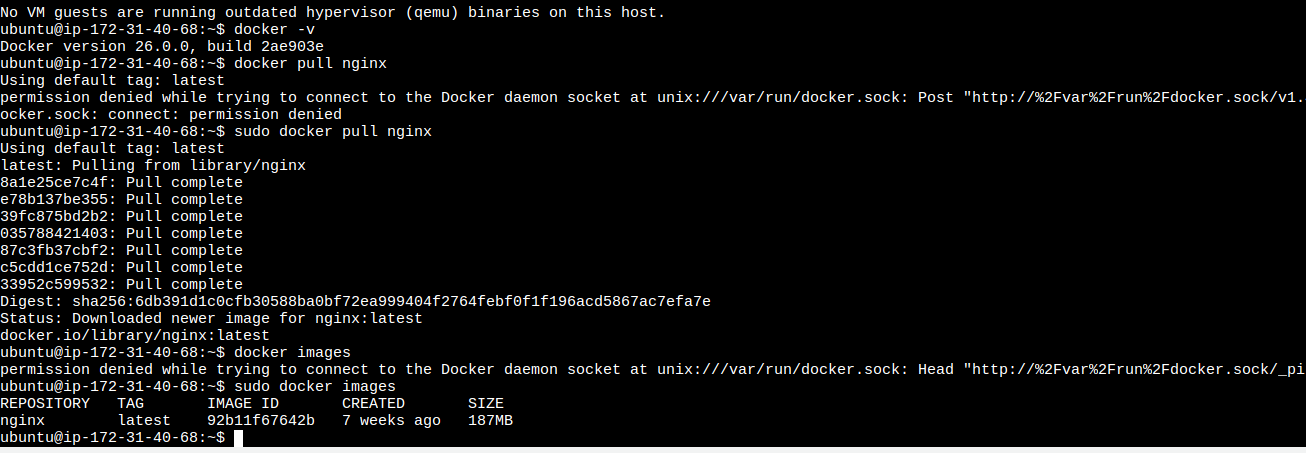 No VM guests are running outdated hypervisor (qemu) binaries on this host.
ubuntu@ip-172-31-40-68:~$ docker -v
Docker version 26.0.0, build 2ae903e
ubuntu@ip-172-31-40-68:~$ docker pull nginx
Using default tag: latest
permission denied while trying to connect to the Docker daemon socket at unix:///var/run/docker.sock: Post "http://%2Fvar%2Frun%2Fdocker.sock/v1.
ocker.sock: connect: permission denied
ubuntu@ip-172-31-40-68:~$ sudo docker pull nginx
Using default tag: latest
latest: Pulling from library/nginx
8a1e25ce7c4f: Pull complete
e78b137be355: Pull complete
39fc875bd2b2: Pull complete
035788421403: Pull complete
87c3fb37cbf2: Pull complete
c5cdd1ce752d: Pull complete
33952c599532: Pull complete
Digest: sha256:6db391d1c0cfb30588ba0bf72ea999404f2764febf0f1f196acd5867ac7efa7e
Status: Downloaded newer image for nginx:latest
docker.io/library/nginx:latest
ubuntu@ip-172-31-40-68:~$ docker images
permission denied while trying to connect to the Docker daemon socket at unix:///var/run/docker.sock: Head "http://%2Fvar%2Frun%2Fdocker.sock/_pi
ubuntu@ip-172-31-40-68:~$ sudo docker images
REPOSITORY   TAG       IMAGE ID       CREATED       SIZE
nginx        latest    92b11f67642b   7 weeks ago   187MB
ubuntu@ip-172-31-40-68:~$